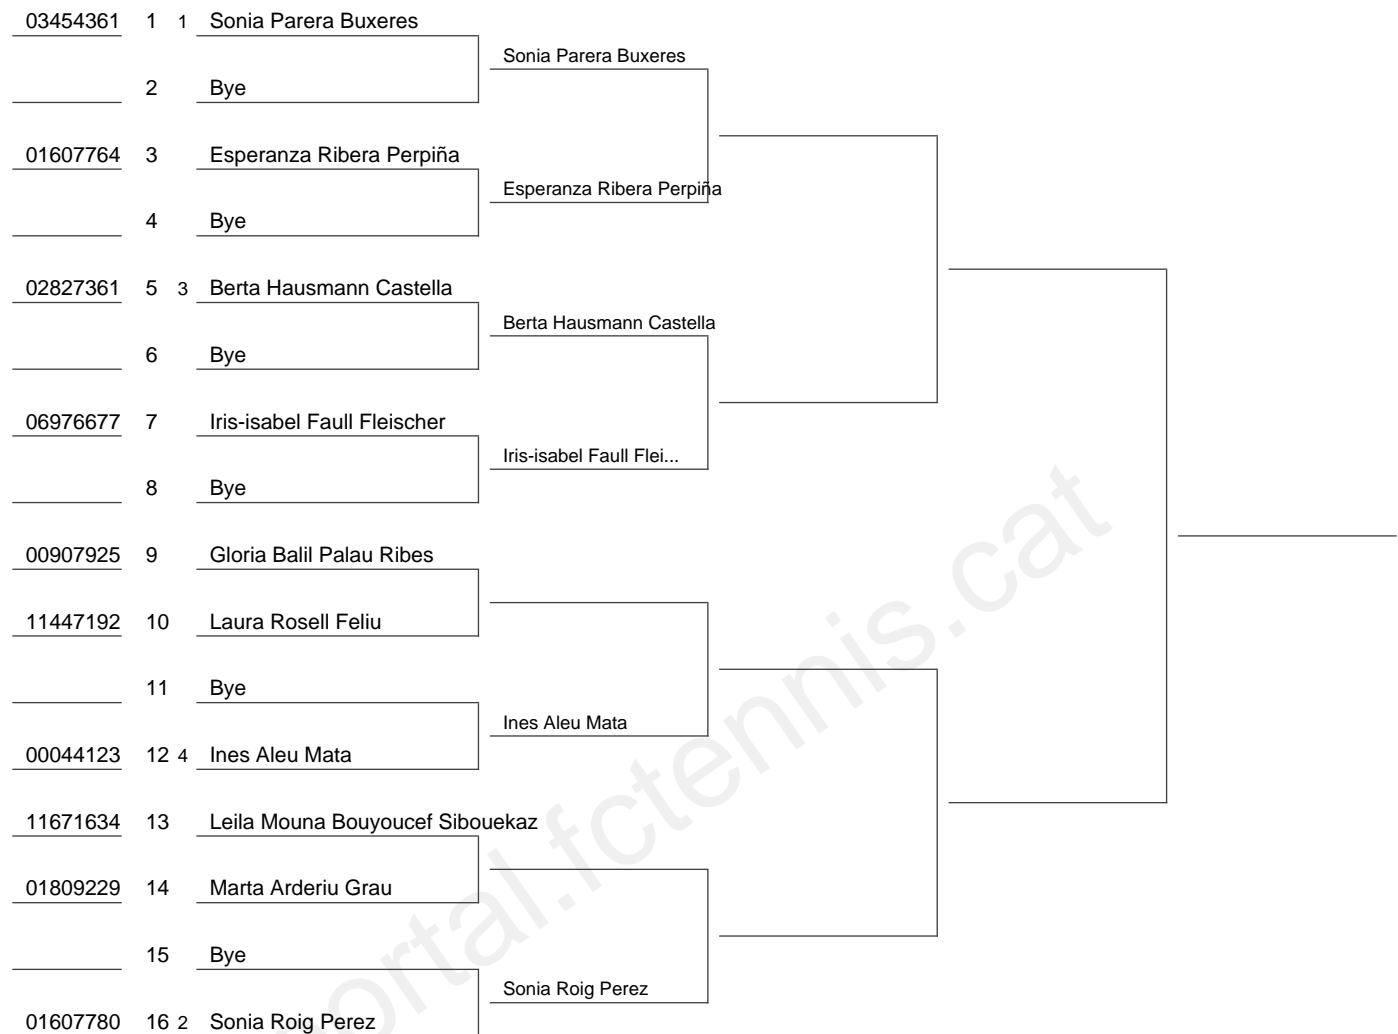 03454361 1 1 Sonia Parera Buxeres
Sonia Parera Buxeres
2 Bye
01607764 3 Esperanza Ribera Perpiña
Esperanza Ribera Perpiña
4 Bye
02827361 5 3 Berta Hausmann Castella
Berta Hausmann Castella
6 Bye
06976677 7 Iris-isabel Faull Fleischer
Iris-isabel Faull Flei...
8 Bye
00907925 9 Gloria Balil Palau Ribes
11447192 10 Laura Rosell Feliu
11 Bye
Ines Aleu Mata
00044123 12 4 Ines Aleu Mata
11671634 13 Leila Mouna Bouyoucef Sibouekaz
01809229 14 Marta Arderiu Grau
15 Bye
Sonia Roig Perez
01607780 16 2 Sonia Roig Perez
ortal.fctennis.cat